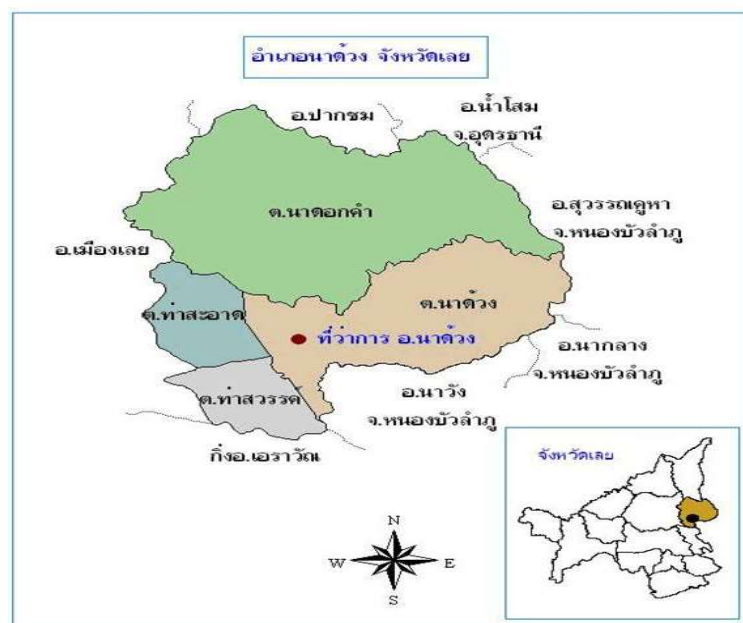 อำเภอนาด้วง จังหวัดเลย
อ.ปากชม
อ.น้ำโสม
จ.อุดรธานี
ต.นาดอกคำ
อ.สุวรรณคูหา
จ.หนองบัวลำภู
อ.เมืองเลย
ต.ท่าสะอาด
ต.นาด้วง
ที่ว่าการ อ.นาด้วง
อ.นากลาง
จ.หนองบัวลำภู
ต.ท่าสวรรค์
อ.นาวัง
จ.หนองบัวลำภู
กิ่งอ.เอราวัณ
จังหวัดเลย
N
W
E
S